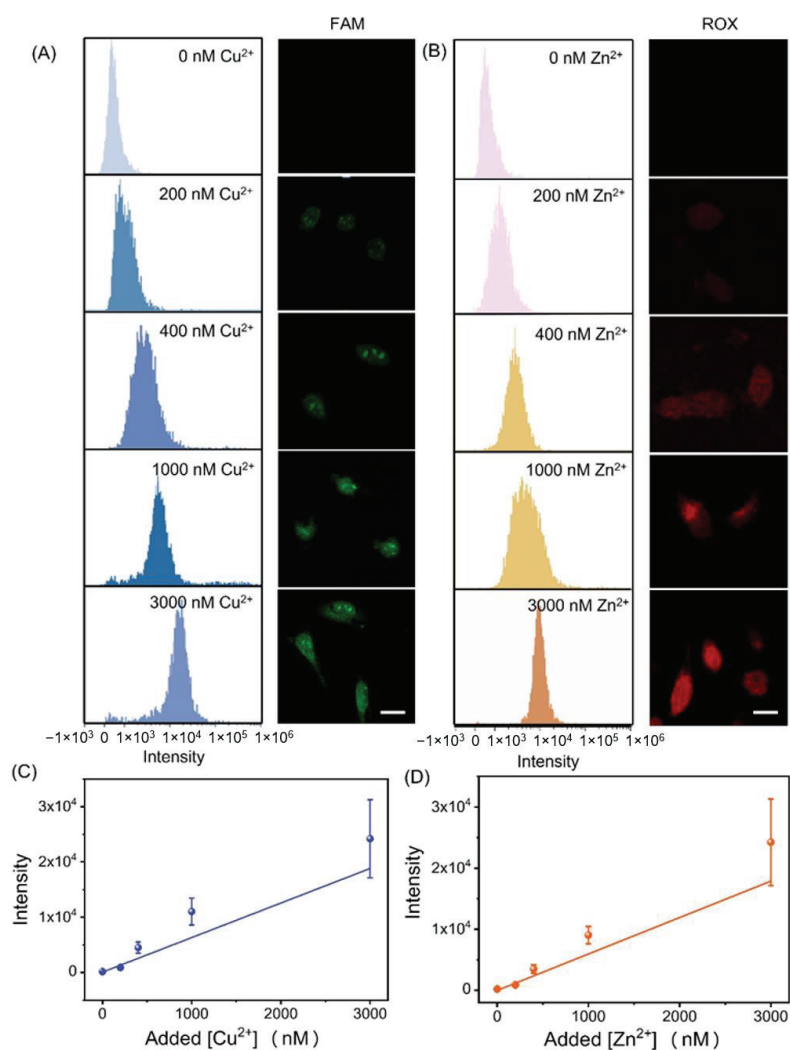 FAM
ROX
(A)
0 nM Cu²⁺
200 nM Cu²⁺
400 nM Cu²⁺
1000 nM Cu²⁺
3000 nM Cu²⁺
−1×10³ 0 1×10³ 1×10⁴ 1×10⁵ 1×10⁶
Intensity
(B)
0 nM Zn²⁺
200 nM Zn²⁺
400 nM Zn²⁺
1000 nM Zn²⁺
3000 nM Zn²⁺
−1×10³ 0 1×10³ 1×10⁴ 1×10⁵ 1×10⁶
Intensity
(C)
3x10⁴
2x10⁴
1x10⁴
0
Intensity
0 1000 2000 3000
Added [Cu²⁺] (nM)
(D)
3x10⁴
2x10⁴
1x10⁴
0
Intensity
0 1000 2000 3000
Added [Zn²⁺] (nM)